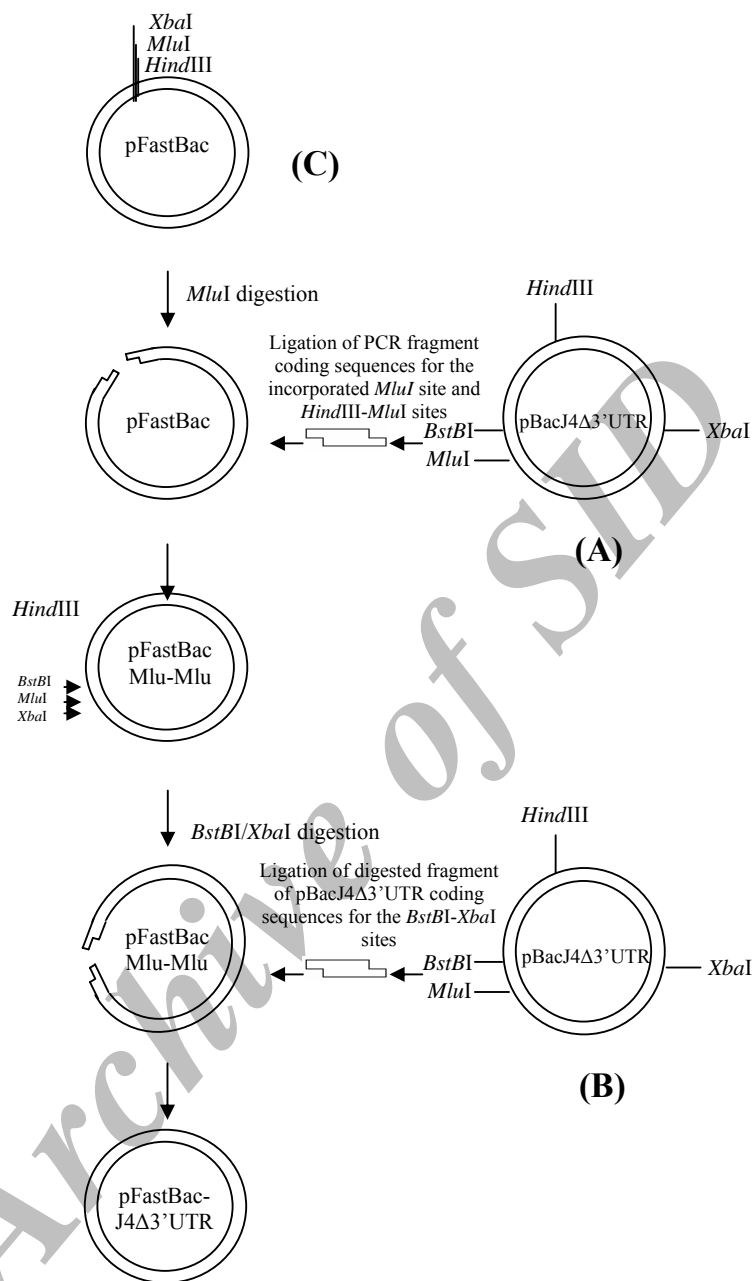 XbaI
MluI
HindIII
pFastBac
(C)
MluI digestion
Ligation of PCR fragment
coding sequences for the
incorporated MluI site and
HindIII-MluI sites
pFastBac
HindIII
BstBI
MluI
pBacJ4Δ3’UTR
XbaI
(A)
HindIII
BstBI
MluI
XbaI
pFastBac
Mlu-Mlu
BstBI/XbaI digestion
Ligation of digested fragment
of pBacJ4Δ3’UTR coding
sequences for the BstBI-XbaI
sites
pFastBac
Mlu-Mlu
HindIII
BstBI
MluI
pBacJ4Δ3’UTR
XbaI
(B)
pFastBac-
J4Δ3’UTR
Archive of SID